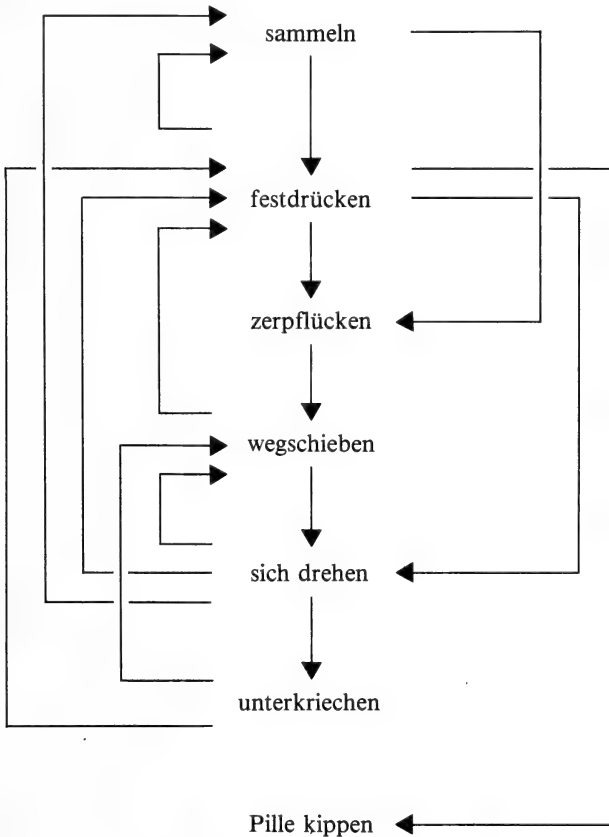 sammeln
festdrücken
zerpflücken
wegschieben
sich drehen
unterkriechen
Pille kippen